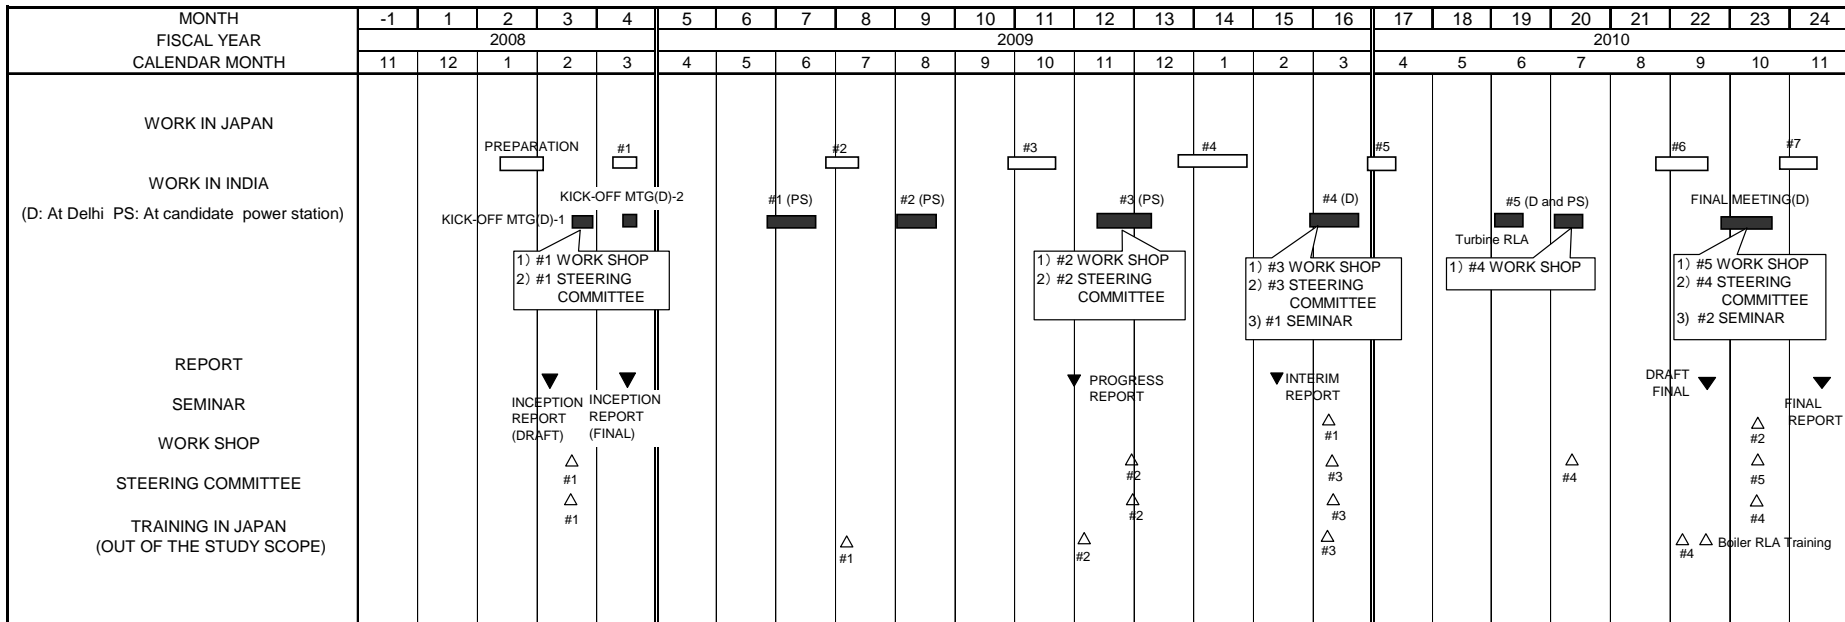 MONTH -1 1 2 3 4 5 6 7 8 9 10 11 12 13 14 15 16 17 18 19 20 21 22 23 24
FISCAL YEAR 2008 2009 2010
CALENDAR MONTH 11 12 1 2 3 4 5 6 7 8 9 10 11 12 1 2 3 4 5 6 7 8 9 10 11
WORK IN JAPAN
PREPARATION #1 #2 #3 #4 #5 #6 #7
WORK IN INDIA
(D: At Delhi PS: At candidate power station)
KICK-OFF MTG(D)-2 #1 (PS) #2 (PS) #3 (PS) #4 (D) #5 (D and PS) FINAL MEETING(D)
KICK-OFF MTG(D)-1
Turbine RLA
1) #1 WORK SHOP
2) #1 STEERING
COMMITTEE
1) #2 WORK SHOP
2) #2 STEERING
COMMITTEE
1) #3 WORK SHOP
2) #3 STEERING
COMMITTEE
3) #1 SEMINAR
1) #4 WORK SHOP
1) #5 WORK SHOP
2) #4 STEERING
COMMITTEE
3) #2 SEMINAR
REPORT
INCEPTION
REPORT
(DRAFT)
INCEPTION
REPORT
(FINAL)
PROGRESS
REPORT
INTERIM
REPORT
DRAFT
FINAL
FINAL
REPORT
SEMINAR
#1 #2
WORK SHOP
#1 #2 #3 #4 #5
STEERING COMMITTEE
#1 #2 #3 #4
TRAINING IN JAPAN
(OUT OF THE STUDY SCOPE)
#1 #2 #3 #4 Boiler RLA Training